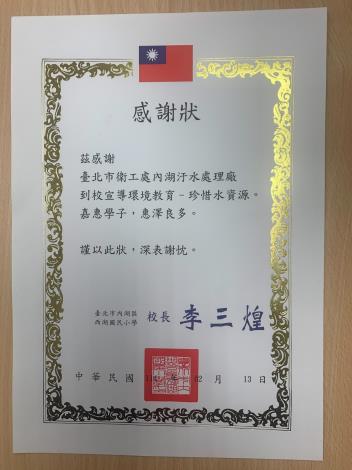 感謝狀
茲感謝
臺北市衛工處內湖汙水處理廠
到校宣導環境教育－珍惜水資源。
嘉惠學子，惠澤良多。
謹以此狀，深表謝忱。
臺北市內湖區
西湖國民小學
校長 李三煌
中華民國 年 月 13 日